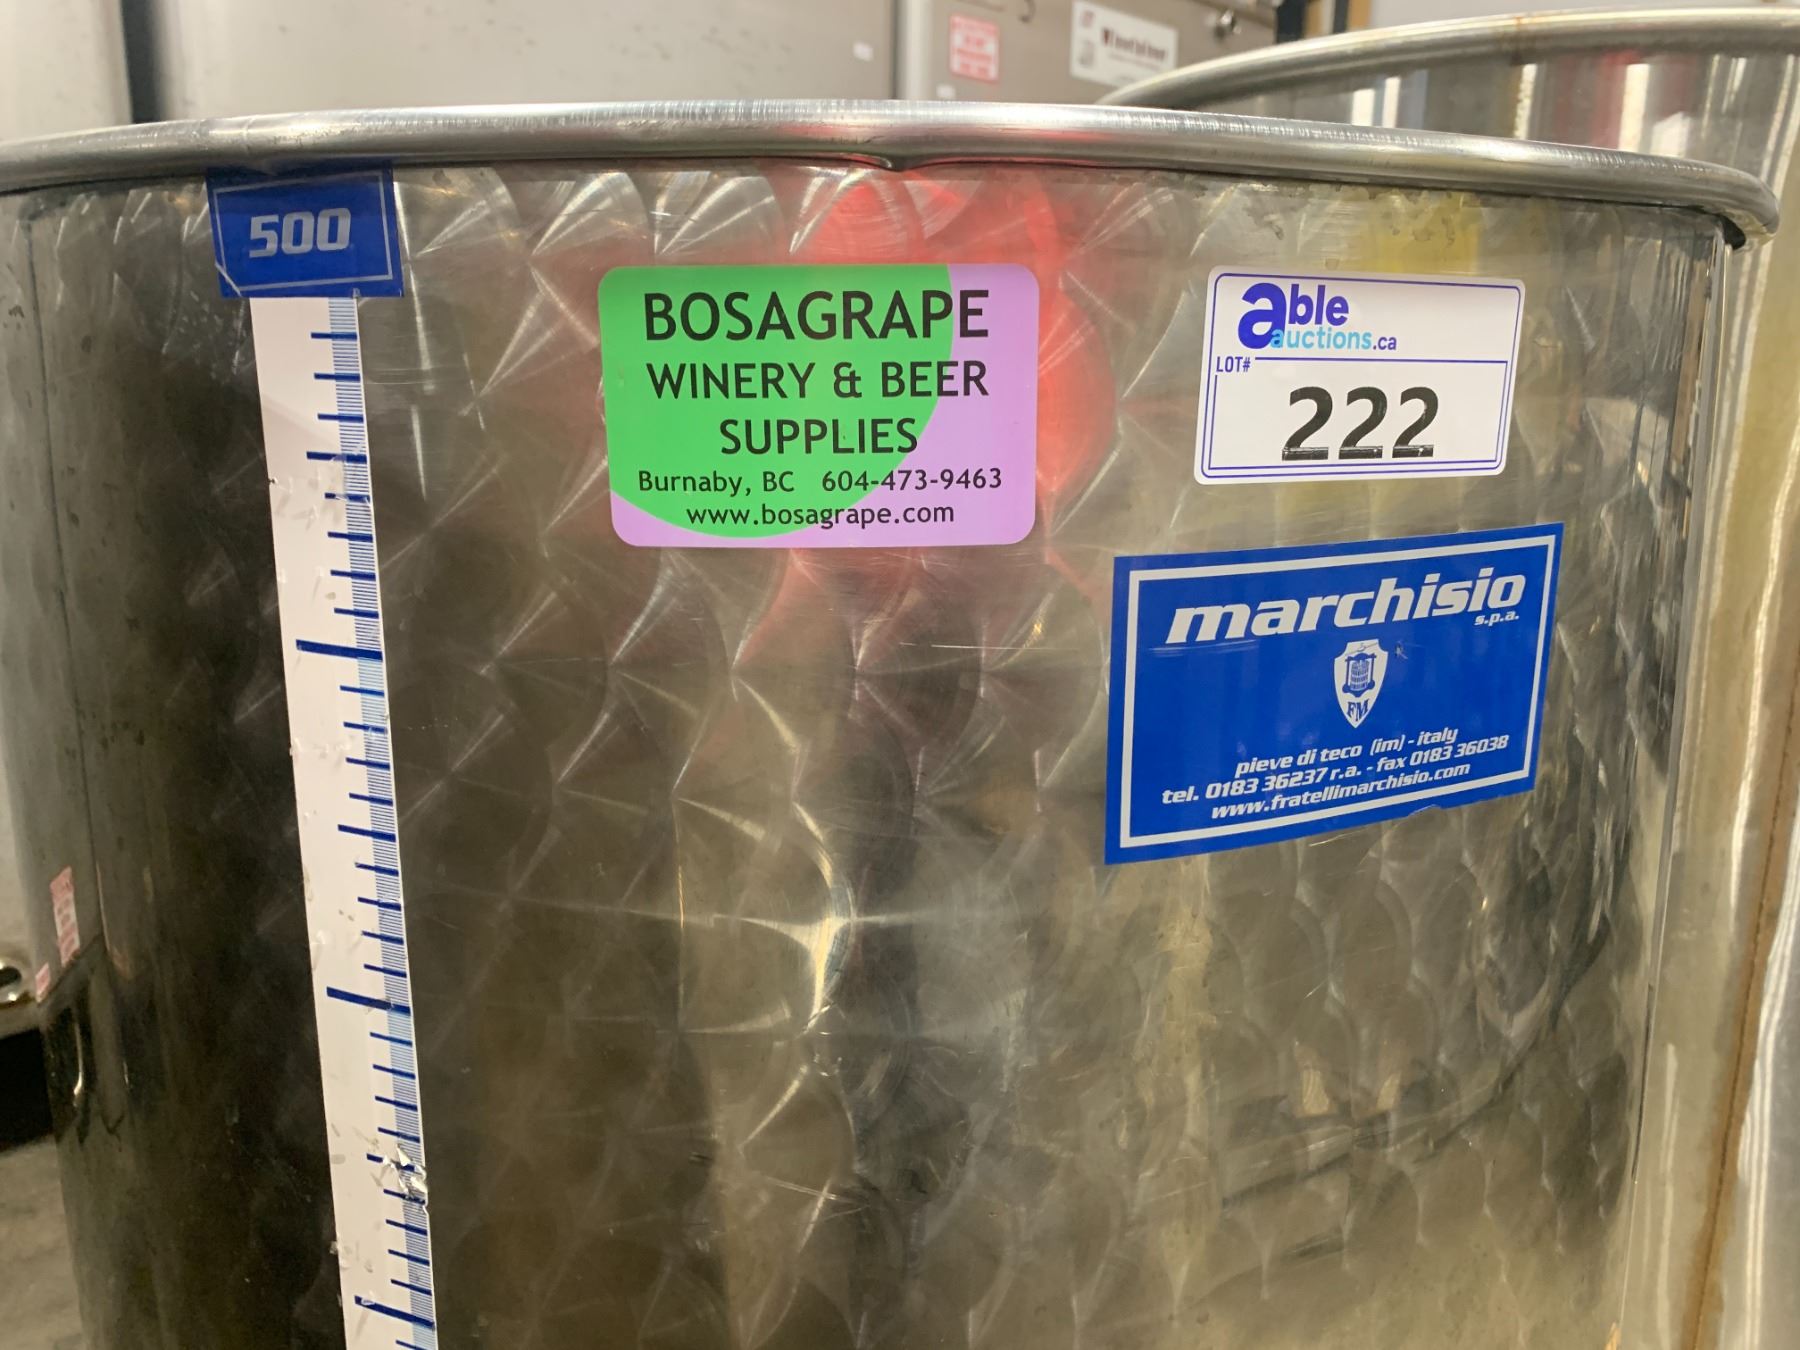 500
BOSAGRAPE
WINERY & BEER
SUPPLIES
Burnaby, BC 604-473-9463
www.bosagrape.com
able
auctions.ca
LOT#
222
marchisio
s.p.a.
FM
pieve di teco (im) - italy
tel. 0183 36237 r.a. - fax 0183 36038
www.fratellimarchisio.com